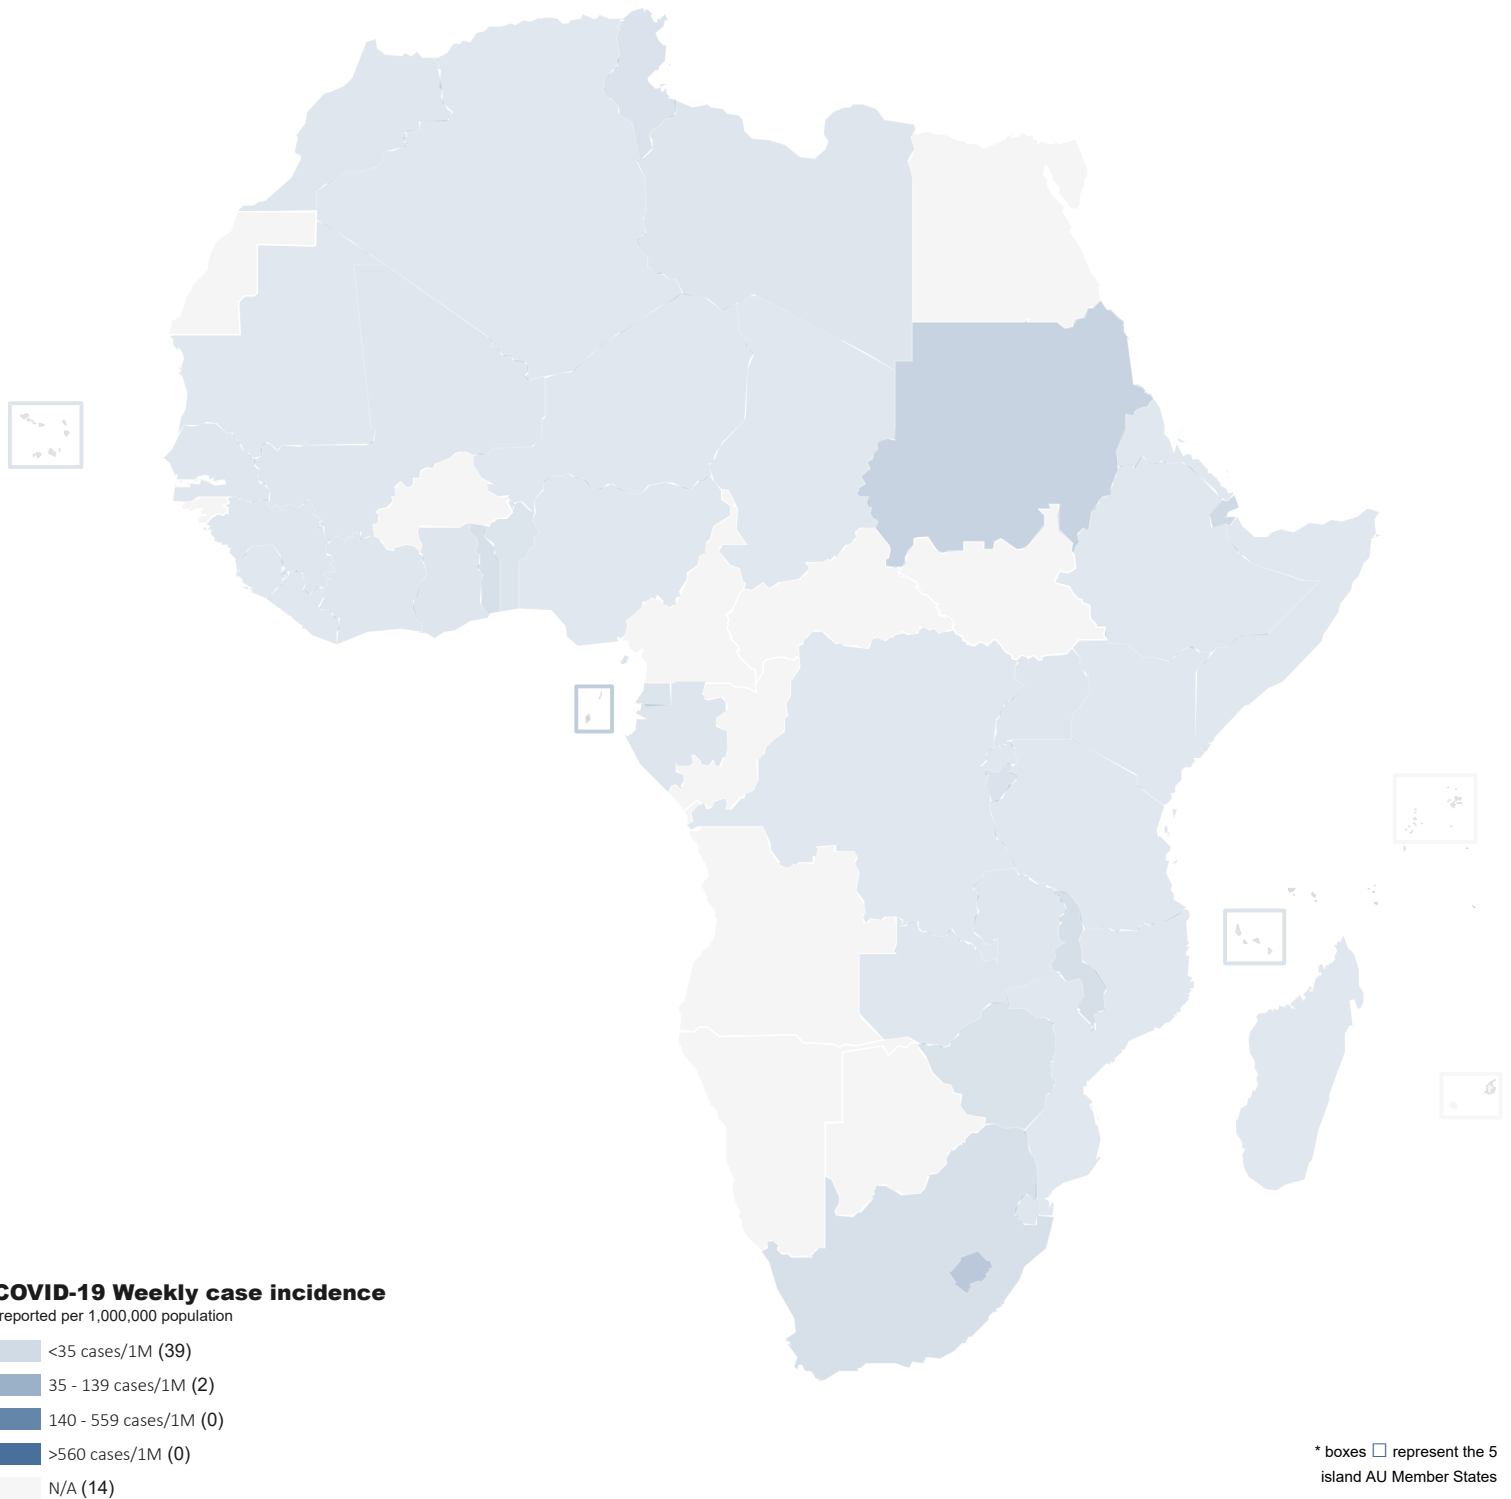 COVID-19 Weekly case incidence
reported per 1,000,000 population
<35 cases/1M (39)
35 - 139 cases/1M (2)
140 - 559 cases/1M (0)
>560 cases/1M (0)
N/A (14)
* boxes □ represent the 5
island AU Member States